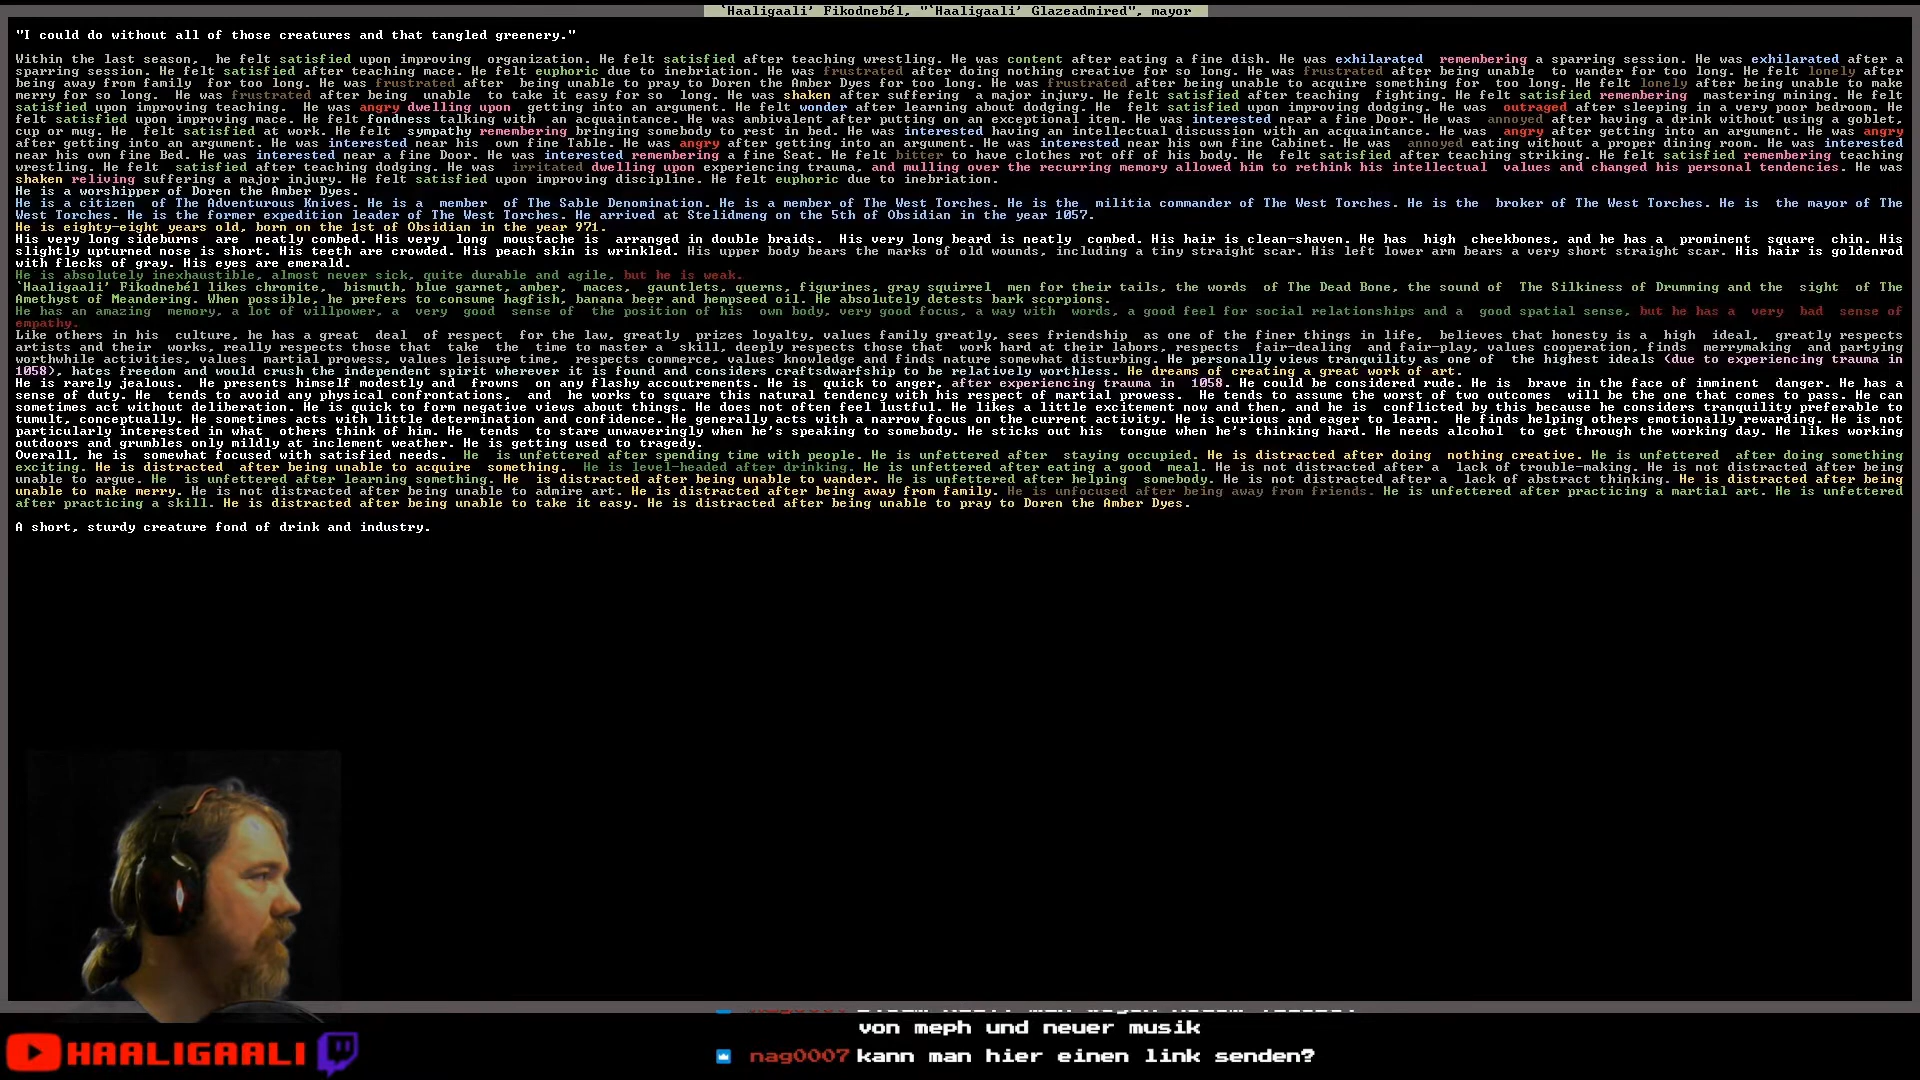 `Haaligaali' Fikodnebél, "`Haaligaali' Glazeadmired", mayor
"I could do without all of those creatures and that tangled greenery."
Within the last season, he felt satisfied upon improving organization. He felt satisfied after teaching wrestling. He was content after eating a fine dish. He was exhilarated remembering a sparring session. He was exhilarated after a
sparring session. He felt satisfied after teaching mace. He felt euphoric due to inebriation. He was frustrated after doing nothing creative for so long. He was frustrated after being unable to wander for too long. He felt lonely after
being away from family for too long. He was frustrated after being unable to pray to Doren the Amber Dyes for too long. He was frustrated after being unable to acquire something for too long. He felt lonely after being unable to make
merry for so long. He was frustrated after being unable to take it easy for so long. He was shaken after suffering a major injury. He felt satisfied after teaching fighting. He felt satisfied remembering mastering mining. He felt
satisfied upon improving teaching. He was angry dwelling upon getting into an argument. He felt wonder after learning about dodging. He felt satisfied upon improving dodging. He was outraged after sleeping in a very poor bedroom. He
felt satisfied upon improving mace. He felt fondness talking with an acquaintance. He was ambivalent after putting on an exceptional item. He was interested near a fine Door. He was annoyed after having a drink without using a goblet,
cup or mug. He felt satisfied at work. He felt sympathy remembering bringing somebody to rest in bed. He was interested having an intellectual discussion with an acquaintance. He was angry after getting into an argument. He was angry
after getting into an argument. He was interested near his own fine Table. He was angry after getting into an argument. He was interested near his own fine Cabinet. He was annoyed eating without a proper dining room. He was interested
near his own fine Bed. He was interested near a fine Door. He was interested remembering a fine Seat. He felt bitter to have clothes rot off of his body. He felt satisfied after teaching striking. He felt satisfied remembering teaching
wrestling. He felt satisfied after teaching dodging. He was irritated dwelling upon experiencing trauma, and mulling over the recurring memory allowed him to rethink his intellectual values and changed his personal tendencies. He was
shaken reliving suffering a major injury. He felt satisfied upon improving discipline. He felt euphoric due to inebriation.
He is a worshipper of Doren the Amber Dyes.
He is a citizen of The Adventurous Knives. He is a member of The Sable Denomination. He is a member of The West Torches. He is the militia commander of The West Torches. He is the broker of The West Torches. He is the mayor of The
West Torches. He is the former expedition leader of The West Torches. He arrived at Stelidmeng on the 5th of Obsidian in the year 1057.
He is eighty-eight years old, born on the 1st of Obsidian in the year 971.
His very long sideburns are neatly combed. His very long moustache is arranged in double braids. His very long beard is neatly combed. His hair is clean-shaven. He has high cheekbones, and he has a prominent square chin. His
slightly upturned nose is short. His teeth are crowded. His peach skin is wrinkled. His upper body bears the marks of old wounds, including a tiny straight scar. His left lower arm bears a very short straight scar. His hair is goldenrod
with flecks of gray. His eyes are emerald.
He is absolutely inexhaustible, almost never sick, quite durable and agile, but he is weak.
`Haaligaali' Fikodnebél likes chromite, bismuth, blue garnet, amber, maces, gauntlets, querns, figurines, gray squirrel men for their tails, the words of The Dead Bone, the sound of The Silkiness of Drumming and the sight of The
Amethyst of Meandering. When possible, he prefers to consume hagfish, banana beer and hempseed oil. He absolutely detests bark scorpions.
He has an amazing memory, a lot of willpower, a very good sense of the position of his own body, very good focus, a way with words, a good feel for social relationships and a good spatial sense, but he has a very bad sense of
empathy.
Like others in his culture, he has a great deal of respect for the law, greatly prizes loyalty, values family greatly, sees friendship as one of the finer things in life, believes that honesty is a high ideal, greatly respects
artists and their works, really respects those that take the time to master a skill, deeply respects those that work hard at their labors, respects fair-dealing and fair-play, values cooperation, finds merrymaking and partying
worthwhile activities, values martial prowess, values leisure time, respects commerce, values knowledge and finds nature somewhat disturbing. He personally views tranquility as one of the highest ideals (due to experiencing trauma in
1058), hates freedom and would crush the independent spirit wherever it is found and considers craftsdwarfship to be relatively worthless. He dreams of creating a great work of art.
He is rarely jealous. He presents himself modestly and frowns on any flashy accoutrements. He is quick to anger, after experiencing trauma in 1058. He could be considered rude. He is brave in the face of imminent danger. He has a
sense of duty. He tends to avoid any physical confrontations, and he works to square this natural tendency with his respect of martial prowess. He tends to assume the worst of two outcomes will be the one that comes to pass. He can
sometimes act without deliberation. He is quick to form negative views about things. He does not often feel lustful. He likes a little excitement now and then, and he is conflicted by this because he considers tranquility preferable to
tumult, conceptually. He sometimes acts with little determination and confidence. He generally acts with a narrow focus on the current activity. He is curious and eager to learn. He finds helping others emotionally rewarding. He is not
particularly interested in what others think of him. He tends to stare unwaveringly when he's speaking to somebody. He sticks out his tongue when he's thinking hard. He needs alcohol to get through the working day. He likes working
outdoors and grumbles only mildly at inclement weather. He is getting used to tragedy.
Overall, he is somewhat focused with satisfied needs. He is unfettered after spending time with people. He is unfettered after staying occupied. He is distracted after doing nothing creative. He is unfettered after doing something
exciting. He is distracted after being unable to acquire something. He is level-headed after drinking. He is unfettered after eating a good meal. He is not distracted after a lack of trouble-making. He is not distracted after being
unable to argue. He is unfettered after learning something. He is distracted after being unable to wander. He is unfettered after helping somebody. He is not distracted after a lack of abstract thinking. He is distracted after being
unable to make merry. He is not distracted after being unable to admire art. He is distracted after being away from family. He is unfocused after being away from friends. He is unfettered after practicing a martial art. He is unfettered
after practicing a skill. He is distracted after being unable to take it easy. He is distracted after being unable to pray to Doren the Amber Dyes.
A short, sturdy creature fond of drink and industry.
von meph und neuer musik
nag0007 kann man hier einen link senden?
HAALIGAALI